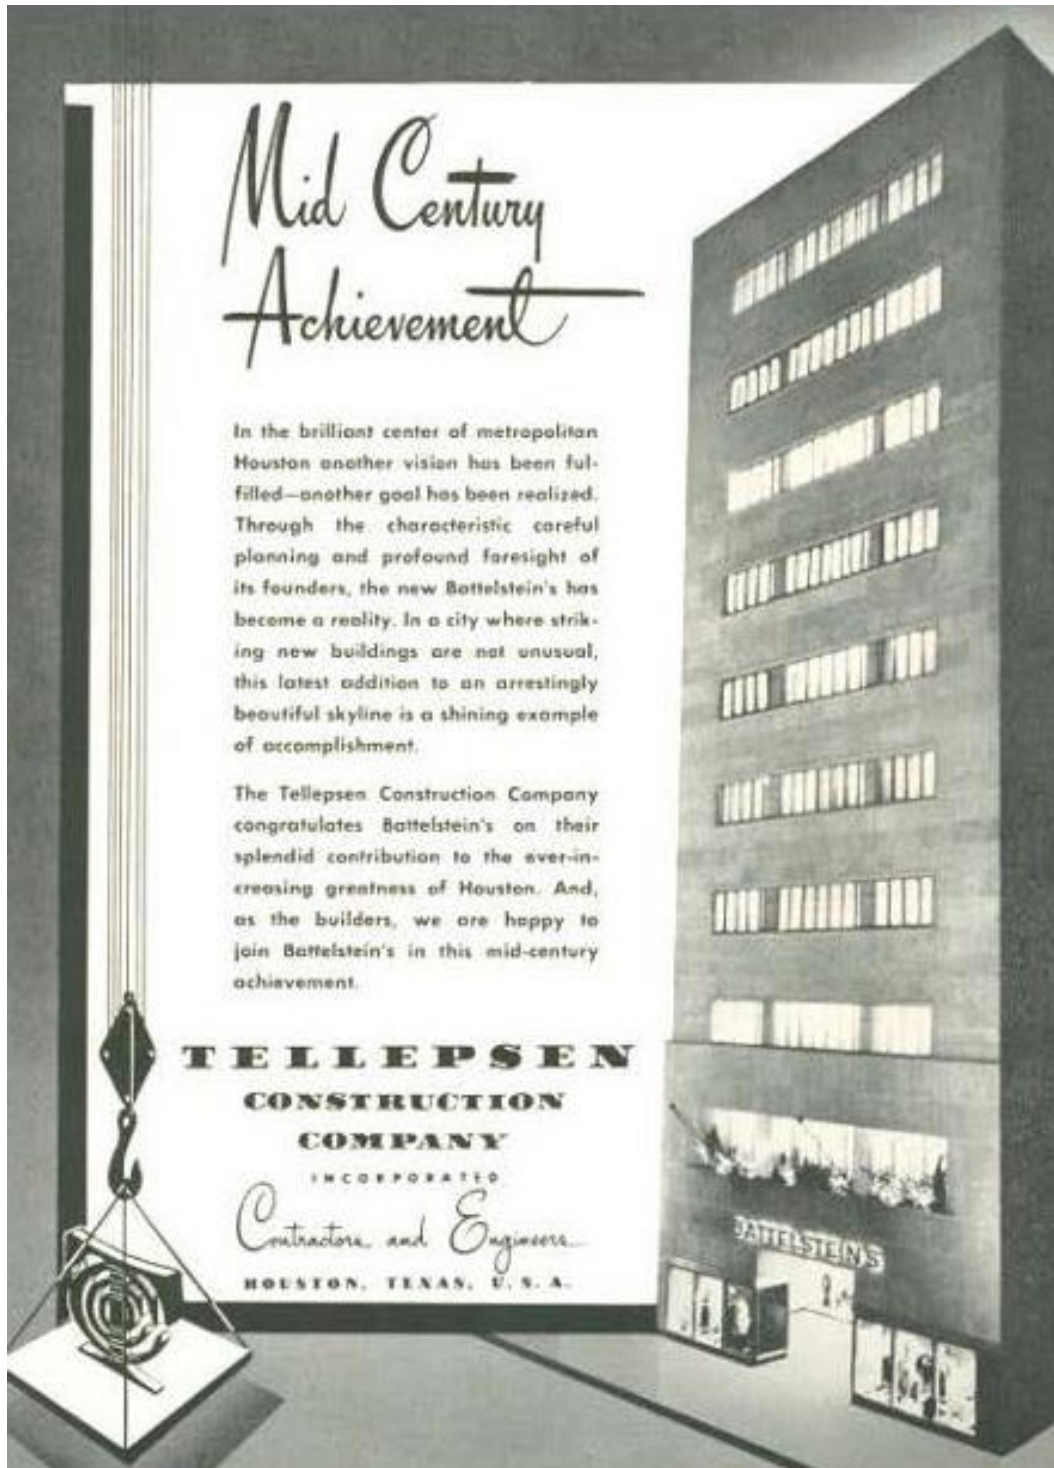 Mid Century
Achievement
In the brilliant center of metropolitan
Houston another vision has been ful-
filled—another goal has been realized.
Through the characteristic careful
planning and profound foresight of
its founders, the new Battelstein's has
become a reality. In a city where strik-
ing new buildings are not unusual,
this latest addition to an arrestingly
beautiful skyline is a shining example
of accomplishment.
The Tellepsen Construction Company
congratulates Battelstein's on their
splendid contribution to the ever-in-
creasing greatness of Houston. And,
as the builders, we are happy to
join Battelstein's in this mid-century
achievement.
TELLEPSEN
CONSTRUCTION
COMPANY
INCORPORATED
Contractors and Engineers
HOUSTON, TEXAS, U. S. A.
BATTELSTEIN'S